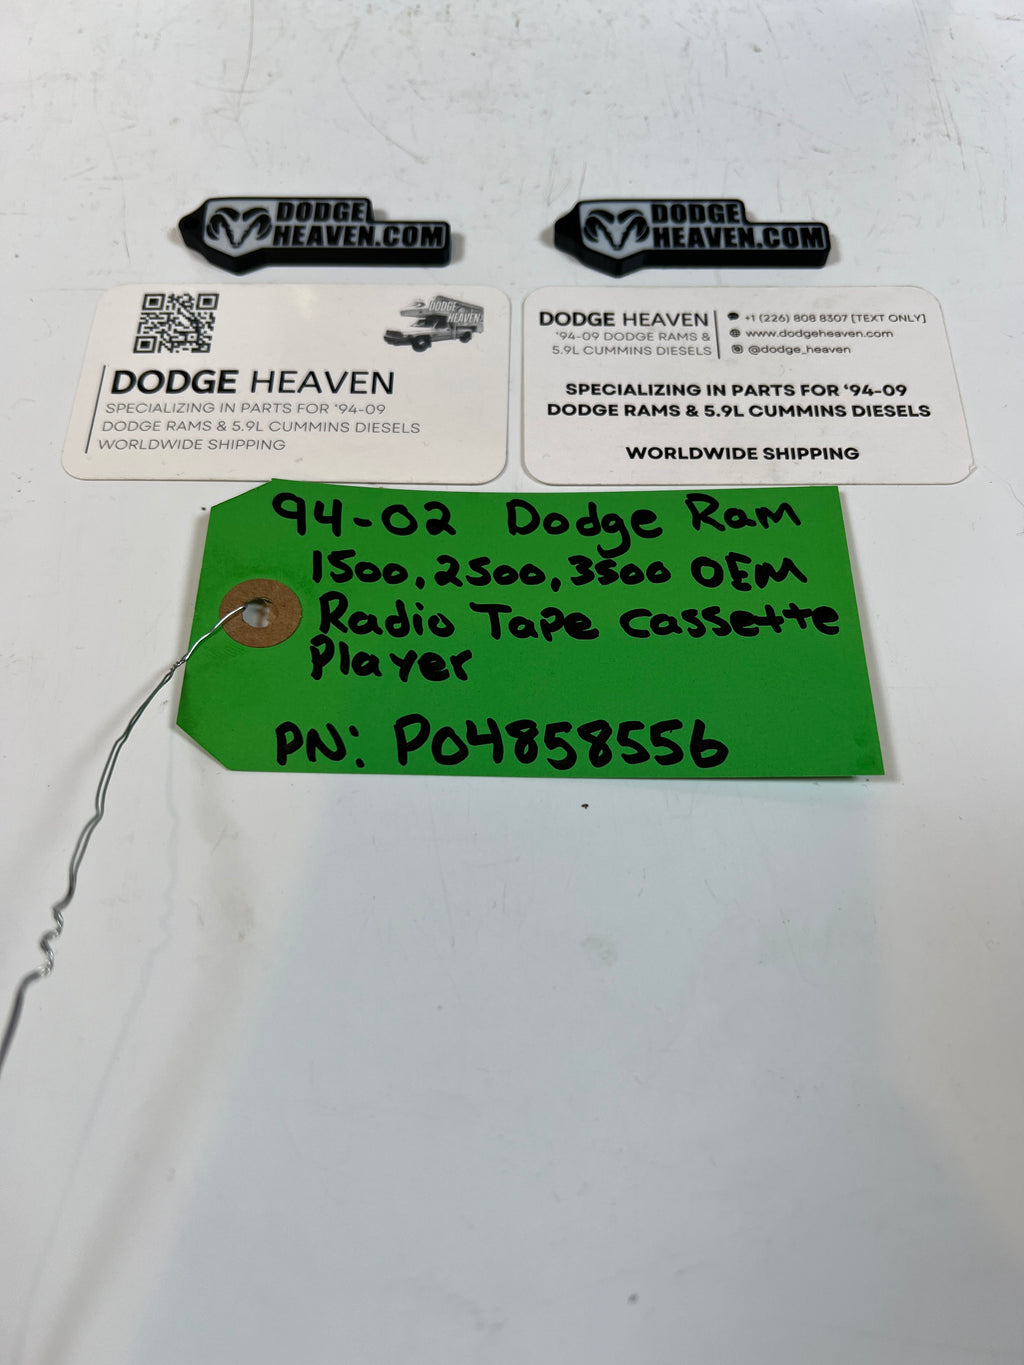 DODGE
HEAVEN.COM
DODGE
HEAVEN.COM
DODGE
HEAVEN
DODGE HEAVEN
SPECIALIZING IN PARTS FOR ‘94-09
DODGE RAMS & 5.9L CUMMINS DIESELS
WORLDWIDE SHIPPING
DODGE HEAVEN
‘94-09 DODGE RAMS &
5.9L CUMMINS DIESELS
+1 (226) 808 8307 [TEXT ONLY]
www.dodgeheaven.com
@dodge_heaven
SPECIALIZING IN PARTS FOR ‘94-09
DODGE RAMS & 5.9L CUMMINS DIESELS
WORLDWIDE SHIPPING
94-02 Dodge Ram
1500, 2500, 3500 OEM
Radio Tape Cassette
Player
PN: P04858556